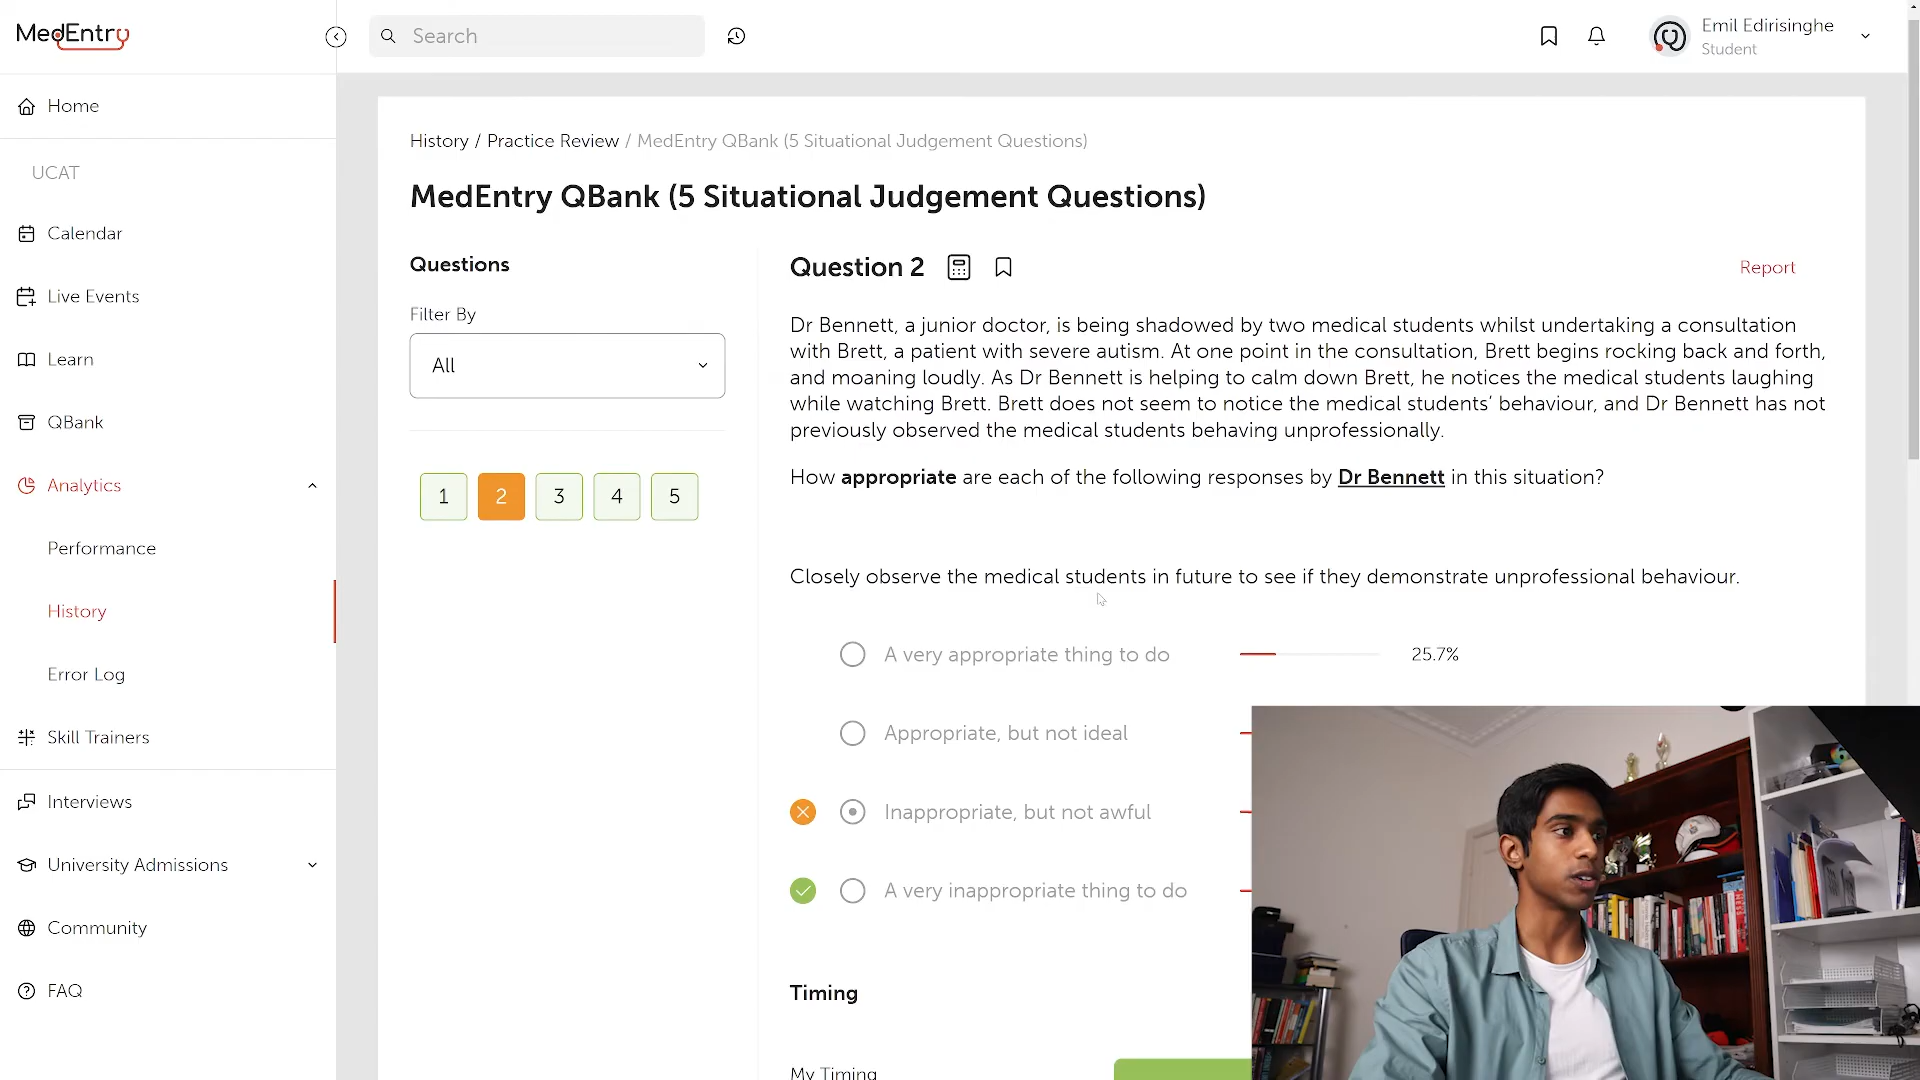 MedEntry
Search
Emil Edirisinghe
Student
Home
UCAT
Calendar
Live Events
Learn
QBank
Analytics
Performance
History
Error Log
Skill Trainers
Interviews
University Admissions
Community
FAQ
History / Practice Review / MedEntry QBank (5 Situational Judgement Questions)
MedEntry QBank (5 Situational Judgement Questions)
Questions
Filter By
All
1 2 3 4 5
Question 2
Report
Dr Bennett, a junior doctor, is being shadowed by two medical students whilst undertaking a consultation
with Brett, a patient with severe autism. At one point in the consultation, Brett begins rocking back and forth,
and moaning loudly. As Dr Bennett is helping to calm down Brett, he notices the medical students laughing
while watching Brett. Brett does not seem to notice the medical students' behaviour, and Dr Bennett has not
previously observed the medical students behaving unprofessionally.
How appropriate are each of the following responses by Dr Bennett in this situation?
Closely observe the medical students in future to see if they demonstrate unprofessional behaviour.
A very appropriate thing to do 25.7%
Appropriate, but not ideal
Inappropriate, but not awful
A very inappropriate thing to do
Timing
My Timing